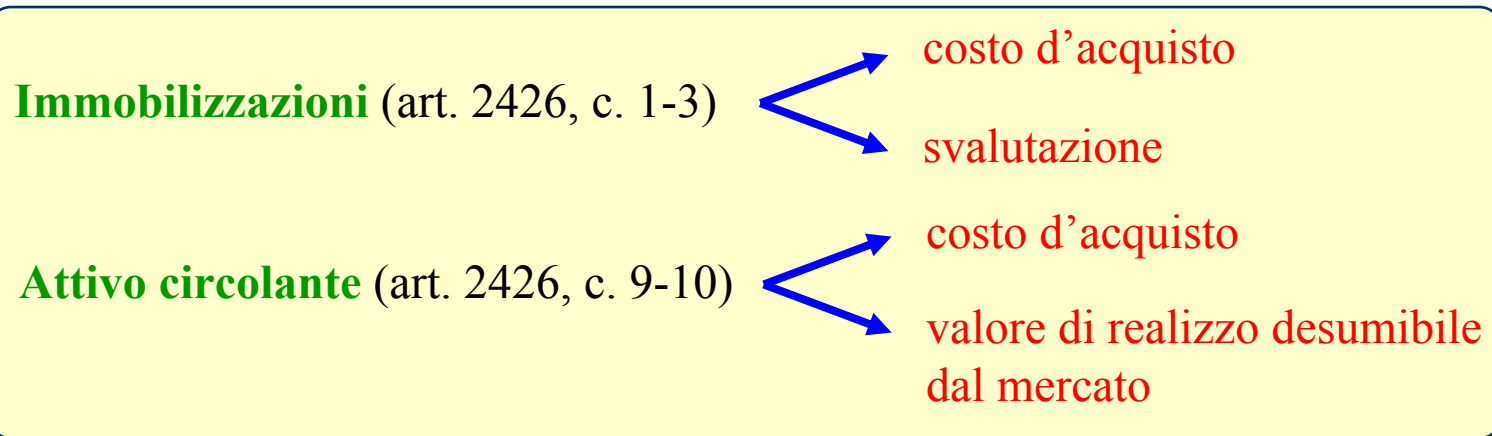 costo d’acquisto
Immobilizzazioni (art. 2426, c. 1-3)
svalutazione
costo d’acquisto
Attivo circolante (art. 2426, c. 9-10)
valore di realizzo desumibile
dal mercato